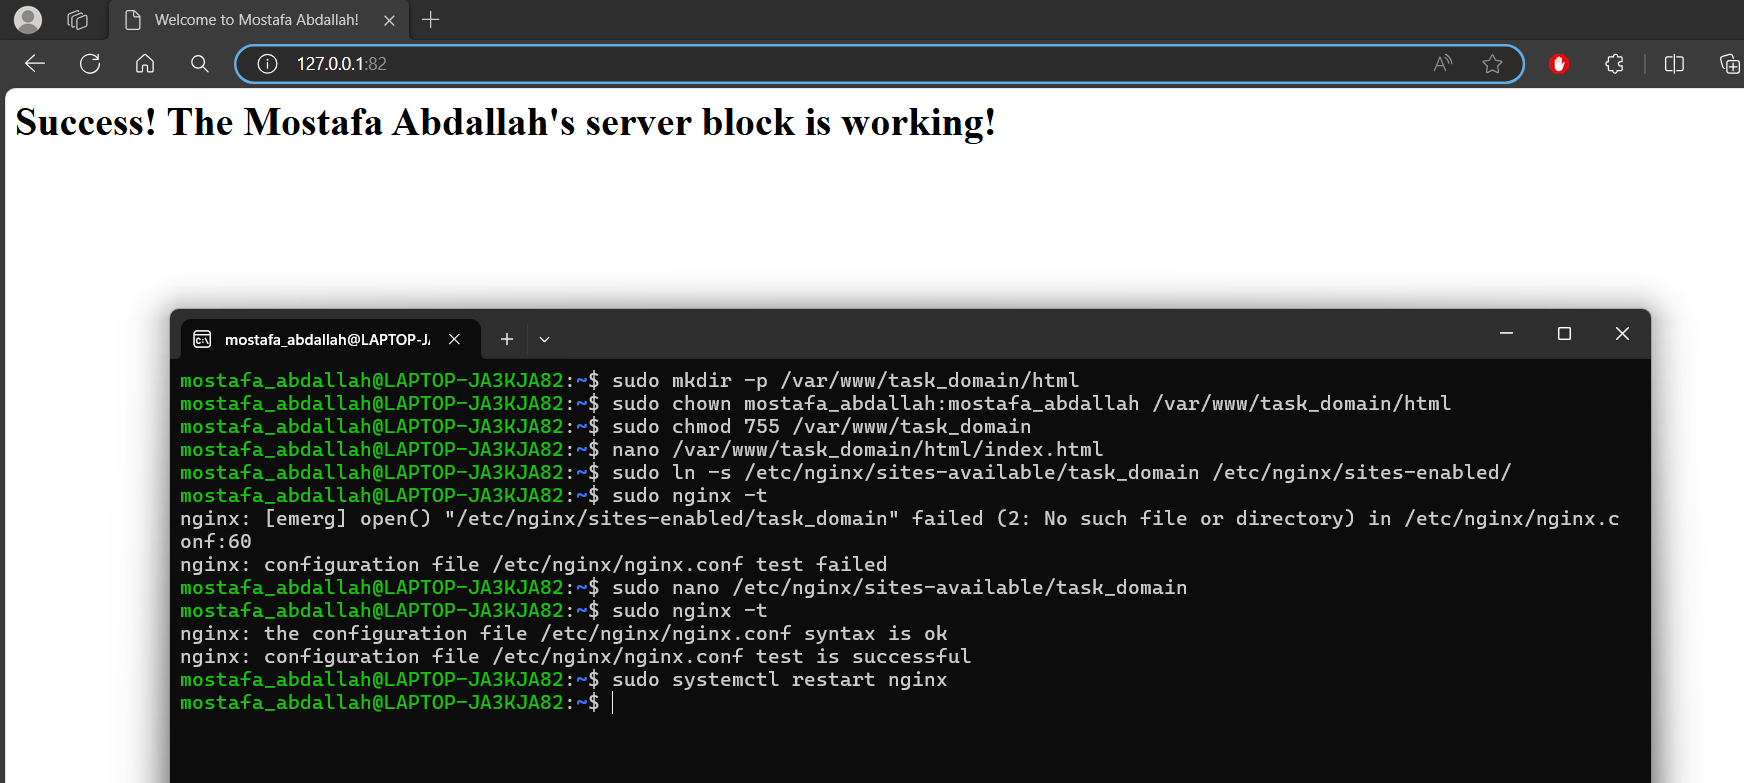 Welcome to Mostafa Abdallah!
127.0.0.1:82
Success! The Mostafa Abdallah's server block is working!
mostafa_abdallah@LAPTOP-JA
mostafa_abdallah@LAPTOP-JA3KJA82:~$ sudo mkdir -p /var/www/task_domain/html
mostafa_abdallah@LAPTOP-JA3KJA82:~$ sudo chown mostafa_abdallah:mostafa_abdallah /var/www/task_domain/html
mostafa_abdallah@LAPTOP-JA3KJA82:~$ sudo chmod 755 /var/www/task_domain
mostafa_abdallah@LAPTOP-JA3KJA82:~$ nano /var/www/task_domain/html/index.html
mostafa_abdallah@LAPTOP-JA3KJA82:~$ sudo ln -s /etc/nginx/sites-available/task_domain /etc/nginx/sites-enabled/
mostafa_abdallah@LAPTOP-JA3KJA82:~$ sudo nginx -t
nginx: [emerg] open() "/etc/nginx/sites-enabled/task_domain" failed (2: No such file or directory) in /etc/nginx/nginx.c
onf:60
nginx: configuration file /etc/nginx/nginx.conf test failed
mostafa_abdallah@LAPTOP-JA3KJA82:~$ sudo nano /etc/nginx/sites-available/task_domain
mostafa_abdallah@LAPTOP-JA3KJA82:~$ sudo nginx -t
nginx: the configuration file /etc/nginx/nginx.conf syntax is ok
nginx: configuration file /etc/nginx/nginx.conf test is successful
mostafa_abdallah@LAPTOP-JA3KJA82:~$ sudo systemctl restart nginx
mostafa_abdallah@LAPTOP-JA3KJA82:~$